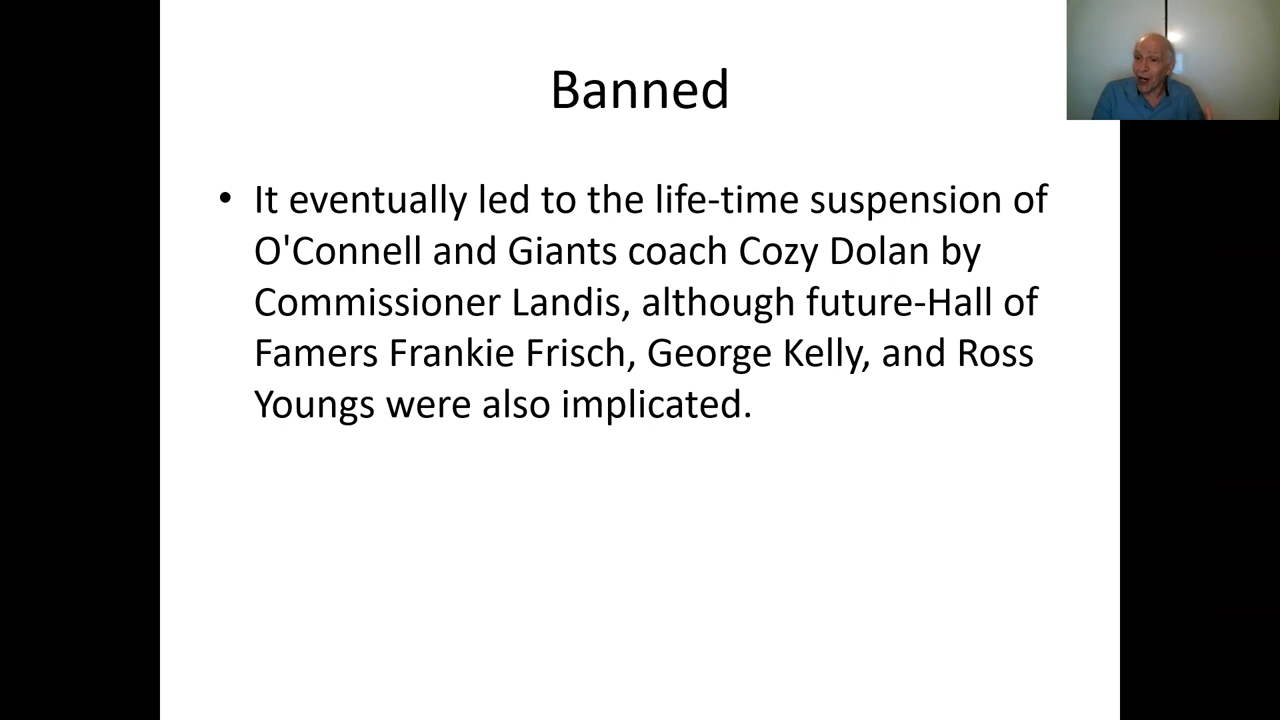 Banned
• It eventually led to the life-time suspension of
O'Connell and Giants coach Cozy Dolan by
Commissioner Landis, although future-Hall of
Famers Frankie Frisch, George Kelly, and Ross
Youngs were also implicated.